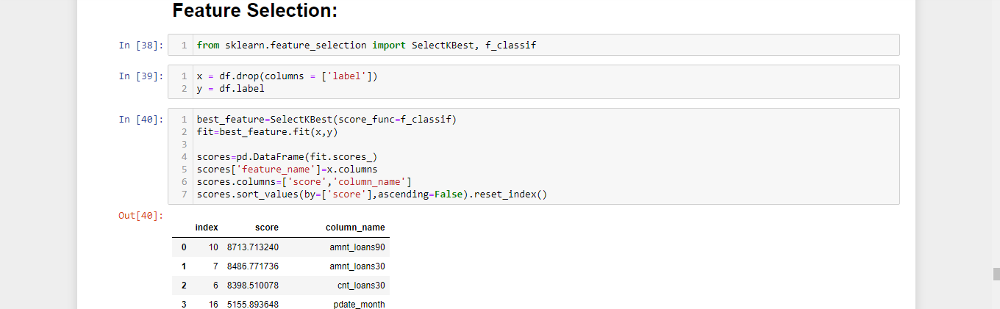 Feature Selection:
In [38]: 1 from sklearn.feature_selection import SelectKBest, f_classif
In [39]: 1 x = df.drop(columns = ['label'])
2 y = df.label
In [40]: 1 best_feature=SelectKBest(score_func=f_classif)
2 fit=best_feature.fit(x,y)
3
4 scores=pd.DataFrame(fit.scores_)
5 scores['feature_name']=x.columns
6 scores.columns=['score','column_name']
7 scores.sort_values(by=['score'],ascending=False).reset_index()
Out[40]:
index score column_name
0 10 8713.713240 amnt_loans90
1 7 8486.771736 amnt_loans30
2 6 8398.510078 cnt_loans30
3 16 5155.893648 pdate_month